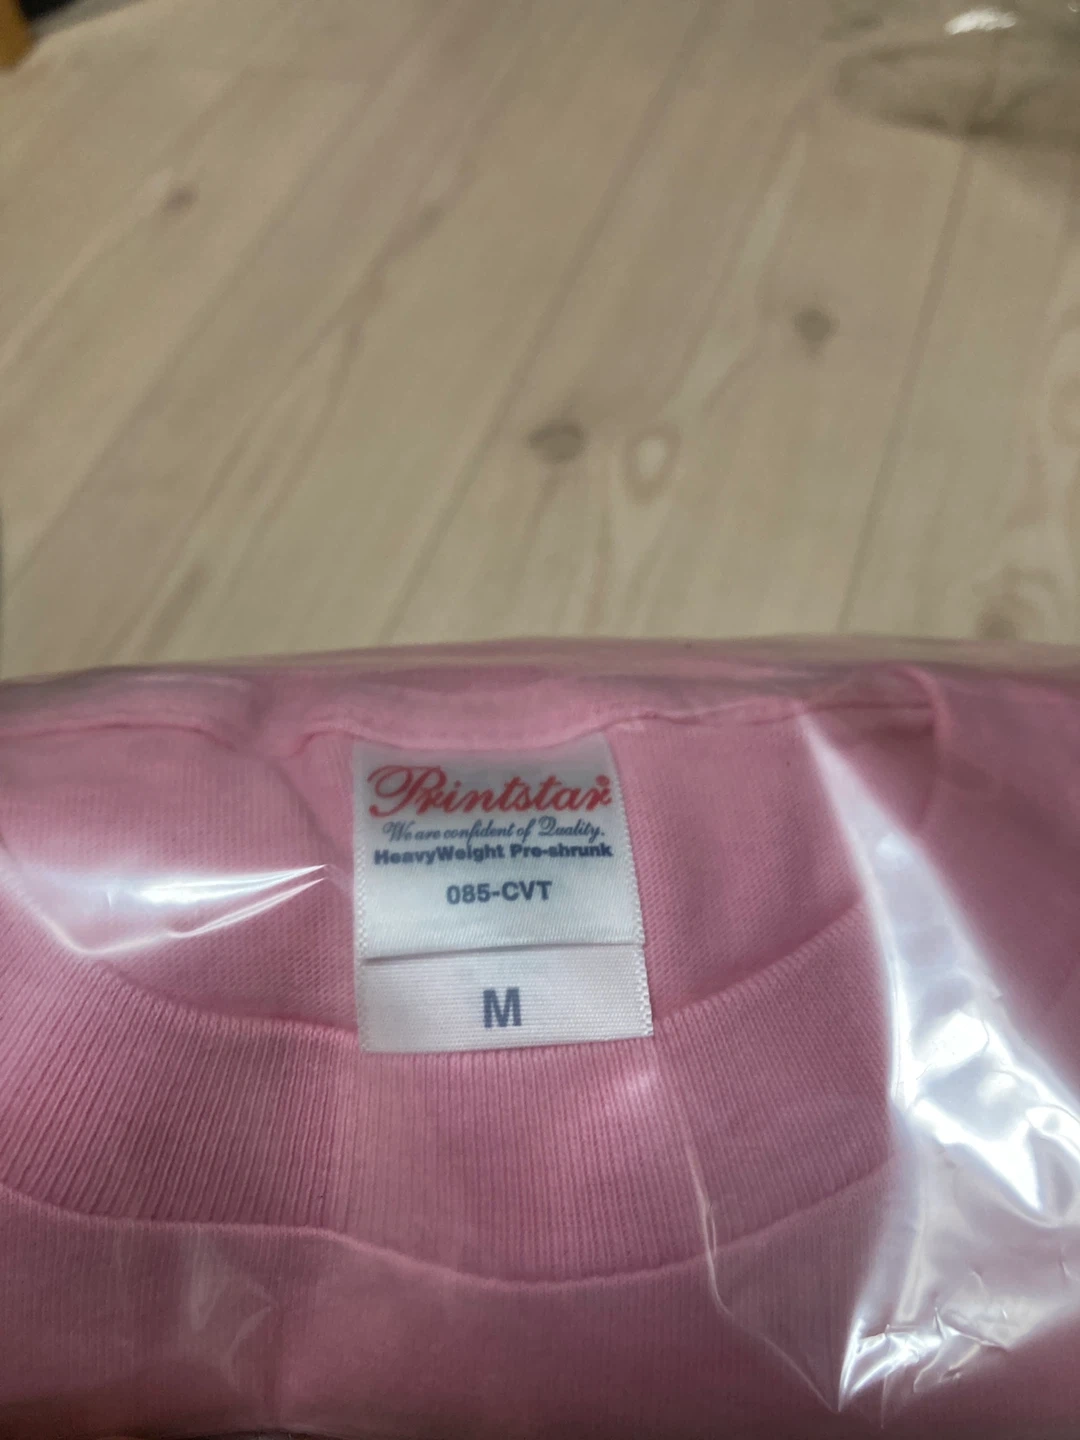 Printstar
We are confident of Quality.
HeavyWeight Pre-shrunk
085-CVT
M